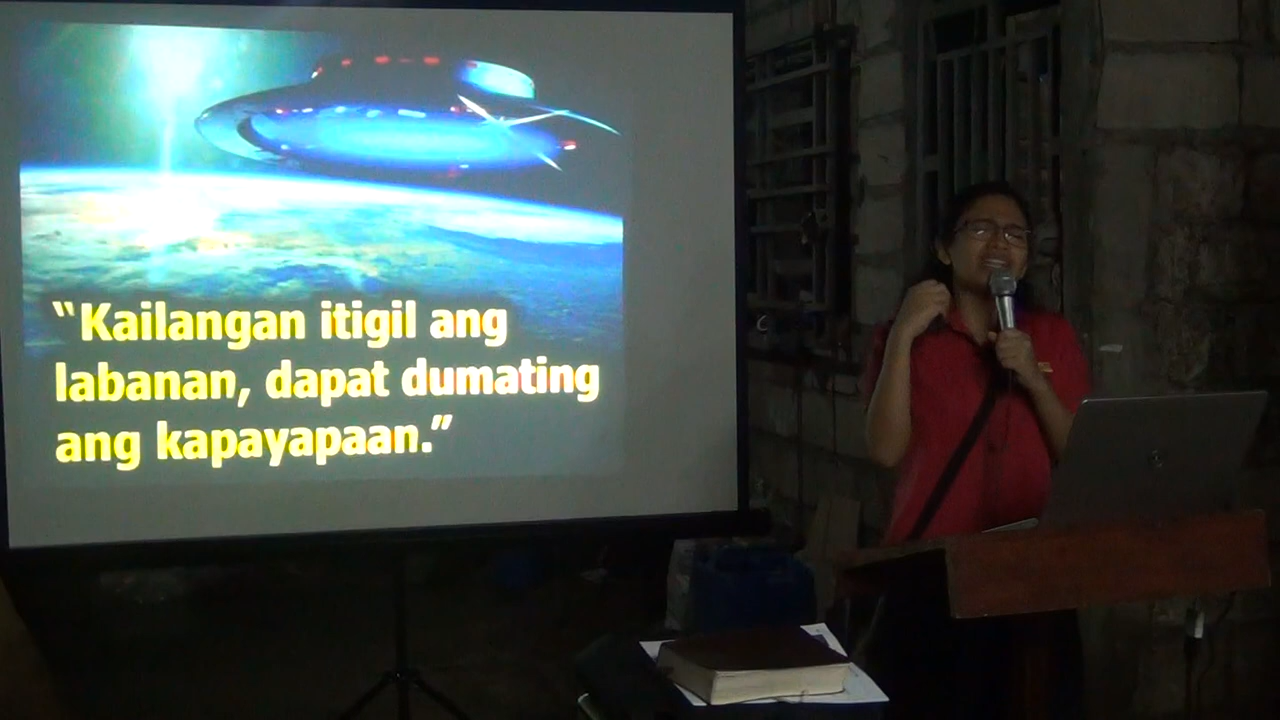 “Kailangan itigil ang
labanan, dapat dumating
ang kapayapaan.”